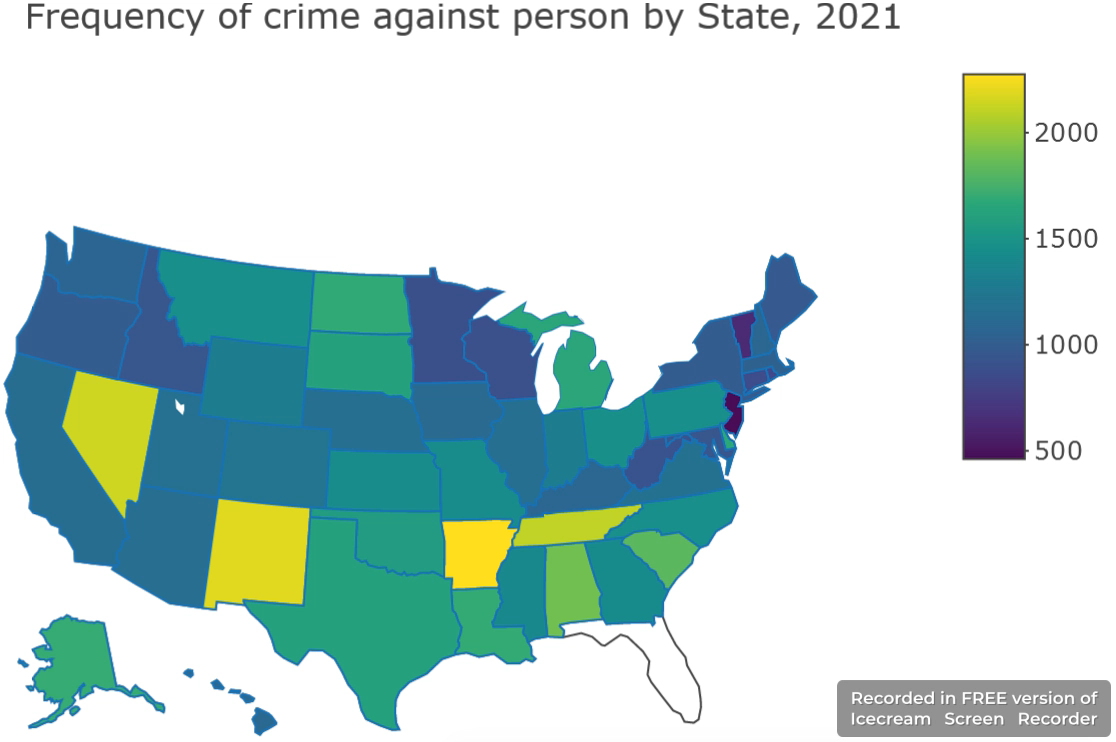 Frequency of crime against person by State, 2021
2000
1500
1000
500
Recorded in FREE version of
Icecream Screen Recorder